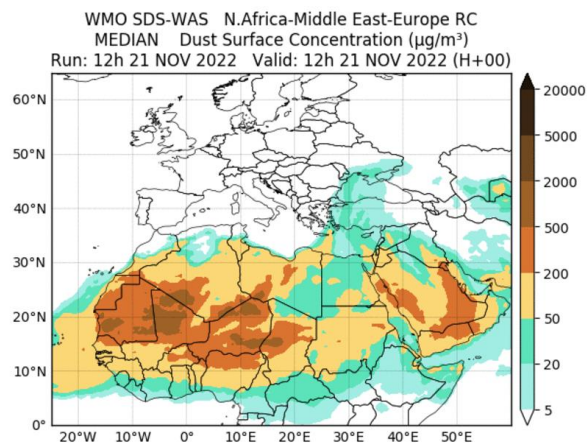 WMO SDS-WAS N.Africa-Middle East-Europe RC
MEDIAN Dust Surface Concentration (µg/m³)
Run: 12h 21 NOV 2022 Valid: 12h 21 NOV 2022 (H+00)
60°N
50°N
40°N
30°N
20°N
10°N
0°
20°W
10°W
0°
10°E
20°E
30°E
40°E
50°E
20000
5000
2000
500
200
50
20
5